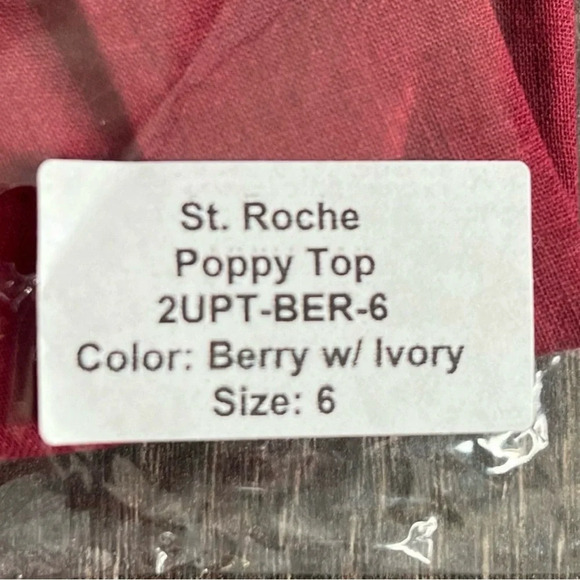 St. Roche
Poppy Top
2UPT-BER-6
Color: Berry w/ Ivory
Size: 6